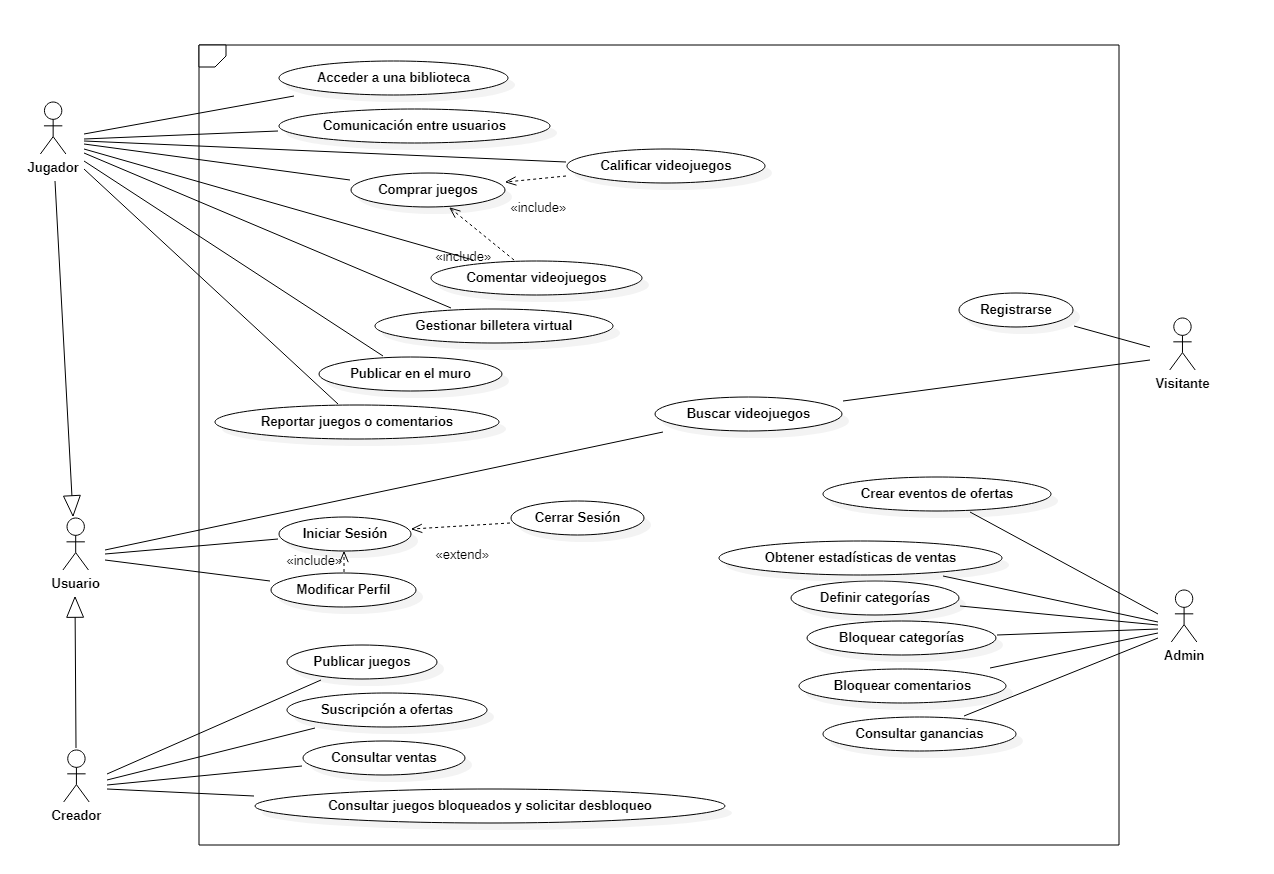 Acceder a una biblioteca
Comunicación entre usuarios
Jugador
Calificar videojuegos
Comprar juegos
«include»
«include»
Comentar videojuegos
Registrarse
Gestionar billetera virtual
Publicar en el muro
Visitante
Buscar videojuegos
Reportar juegos o comentarios
Crear eventos de ofertas
Cerrar Sesión
Iniciar Sesión
«extend»
«include»
Obtener estadísticas de ventas
Usuario
Modificar Perfil
Definir categorías
Bloquear categorías
Admin
Publicar juegos
Bloquear comentarios
Suscripción a ofertas
Consultar ganancias
Consultar ventas
Consultar juegos bloqueados y solicitar desbloqueo
Creador